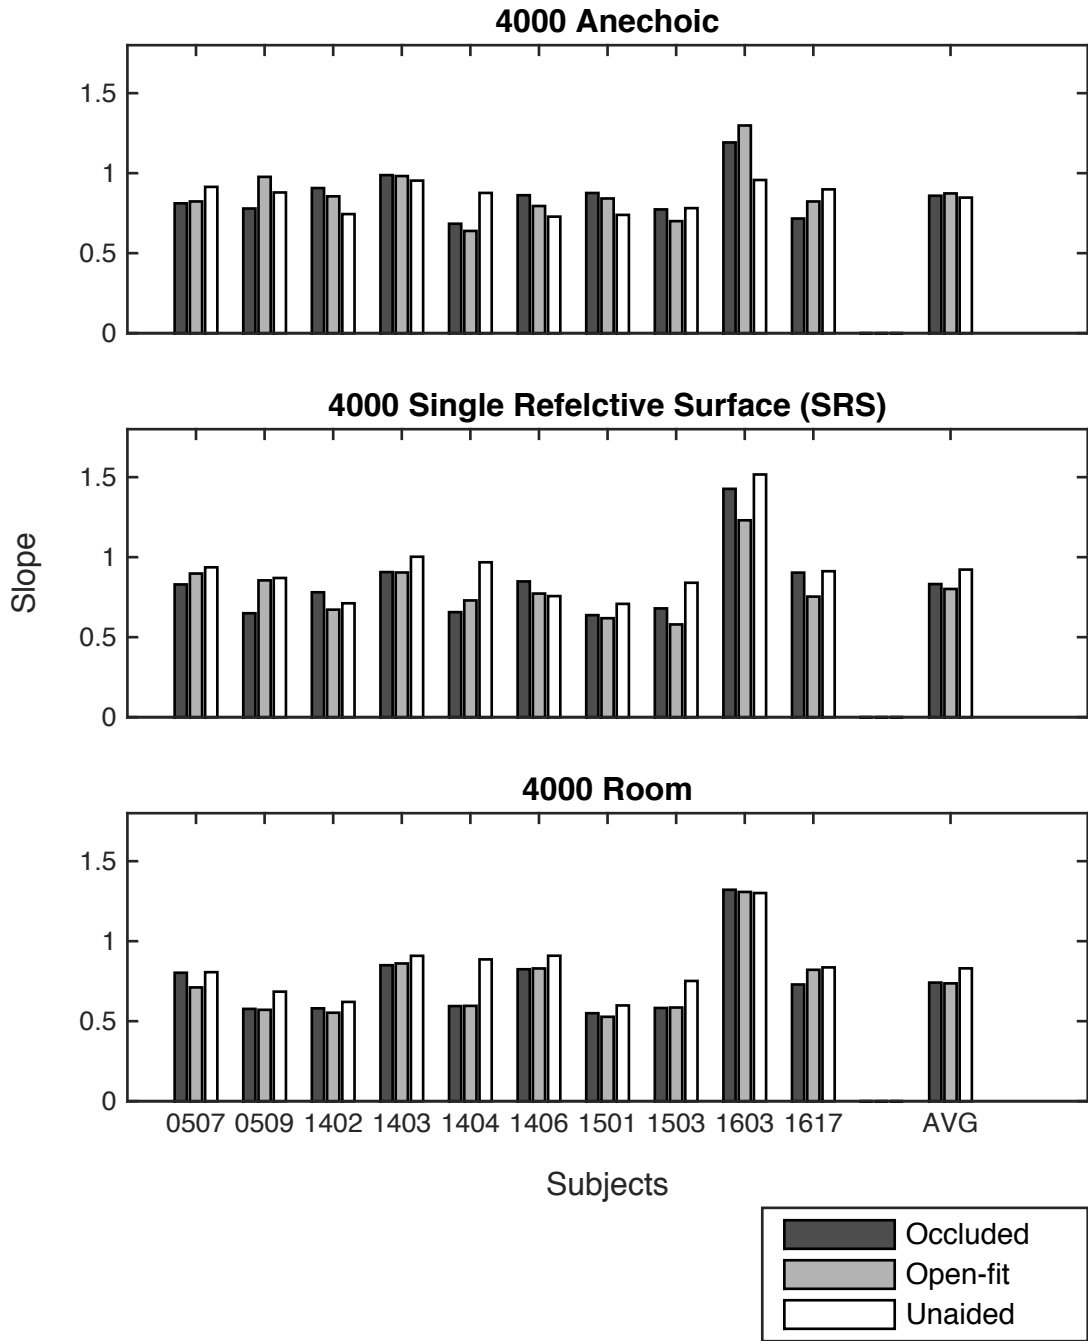 4000 Anechoic
1.5
1
0.5
0
4000 Single Refelctive Surface (SRS)
1.5
1
0.5
0
Slope
4000 Room
1.5
1
0.5
0
0507 0509 1402 1403 1404 1406 1501 1503 1603 1617 AVG
Subjects
Occluded
Open-fit
Unaided